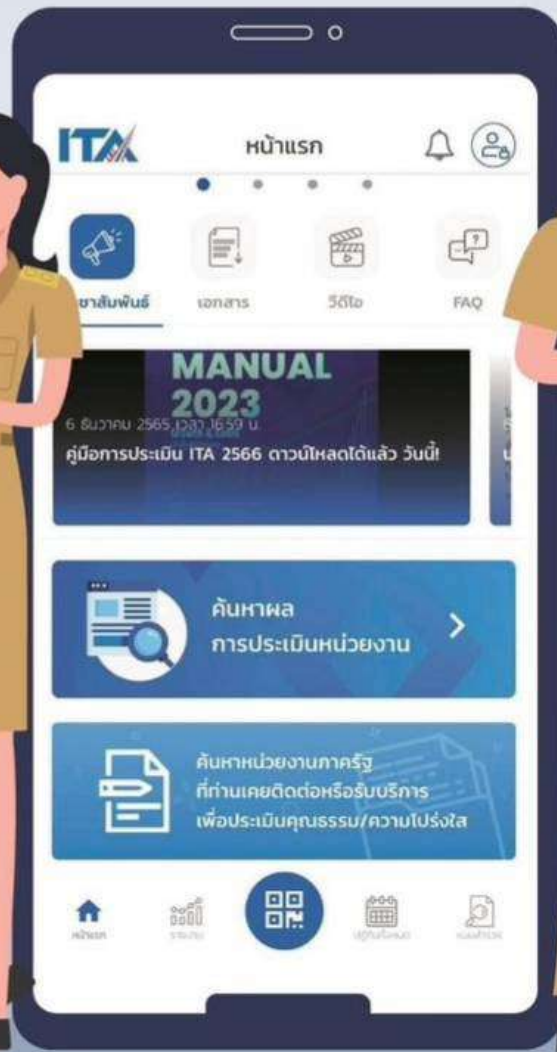 ITA
หน้าแรก
ชาสัมพันธ์
เอกสาร
วีดีโอ
FAQ
MANUAL
2023
6 ธันวาคม 2565 เวลา 16:59 น.
คู่มือการประเมิน ITA 2566 ดาวน์โหลดได้แล้ว วันนี้!
ค้นหาผล
การประเมินหน่วยงาน
ค้นหาหน่วยงานภาครัฐ
ที่ท่านเคยติดต่อหรือรับบริการ
เพื่อประเมินคุณธรรม/ความโปร่งใส
หน้าแรก